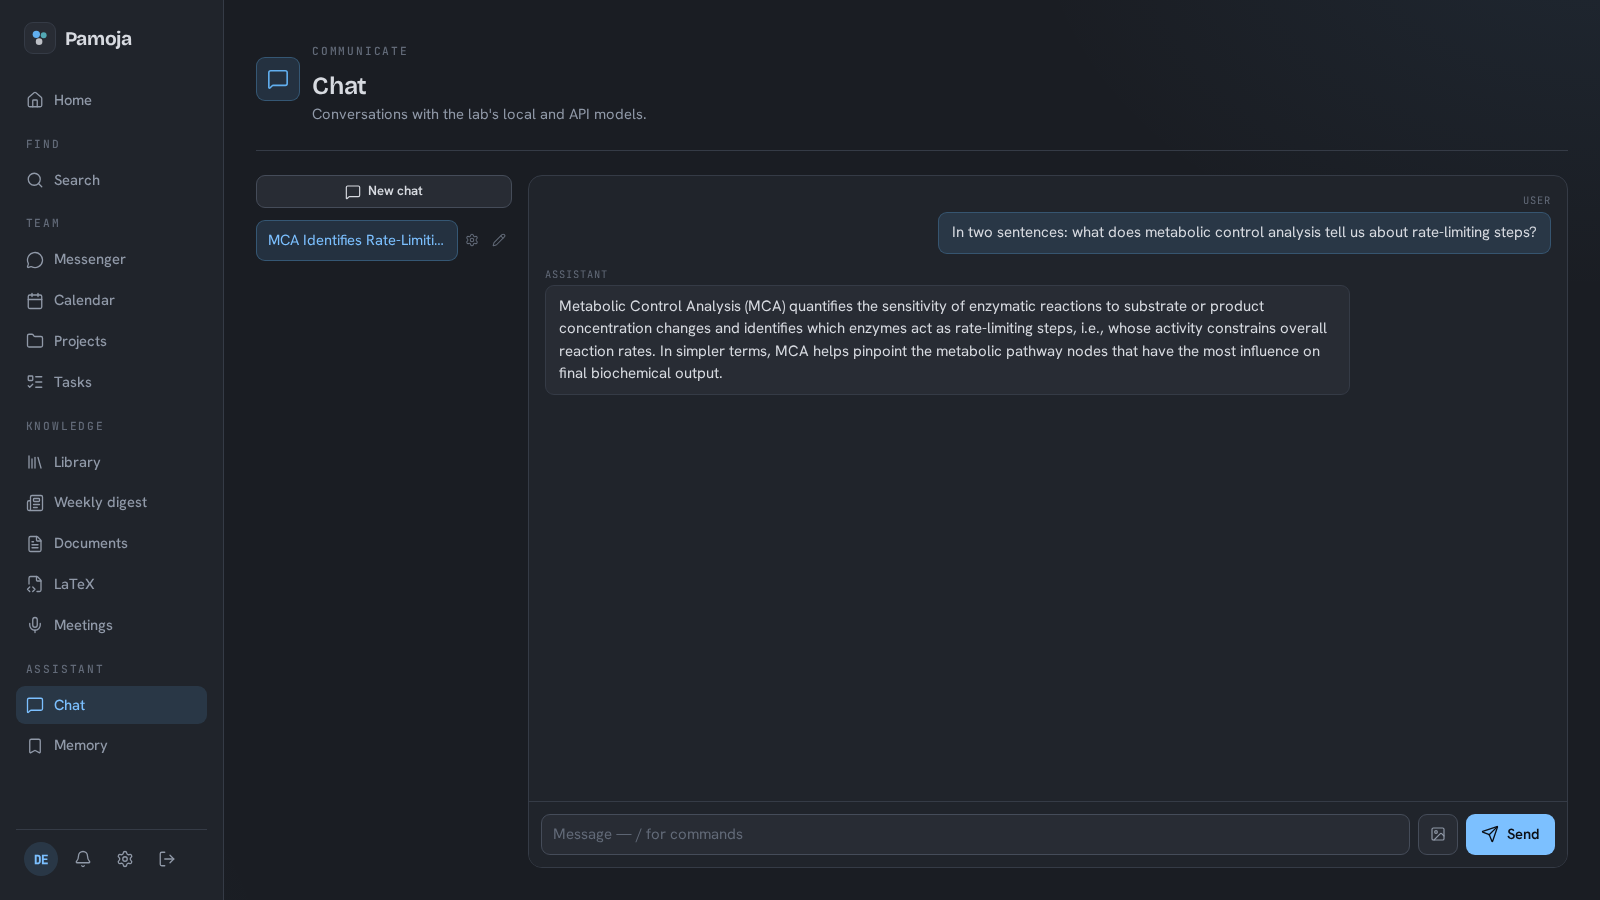 Pamoja
Home
FIND
Search
TEAM
Messenger
Calendar
Projects
Tasks
KNOWLEDGE
Library
Weekly digest
Documents
LaTeX
Meetings
ASSISTANT
Chat
Memory
DE
COMMUNICATE
Chat
Conversations with the lab's local and API models.
New chat
MCA Identifies Rate-Limiti...
USER
In two sentences: what does metabolic control analysis tell us about rate-limiting steps?
ASSISTANT
Metabolic Control Analysis (MCA) quantifies the sensitivity of enzymatic reactions to substrate or product
concentration changes and identifies which enzymes act as rate-limiting steps, i.e., whose activity constrains overall
reaction rates. In simpler terms, MCA helps pinpoint the metabolic pathway nodes that have the most influence on
final biochemical output.
Message — / for commands
Send